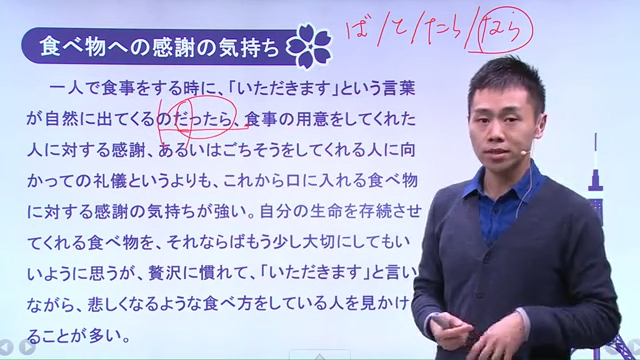 ば/と/たら/なら
食べ物への感謝の気持ち
一人で食事をする時に、「いただきます」という言葉
が自然に出てくるのだったら、食事の用意をしてくれた
人に対する感謝、あるいはごちそうをしてくれる人に向
かっての礼儀というよりも、これから口に入れる食べ物
に対する感謝の気持ちが強い。自分の生命を存続させ
てくれる食べ物を、それならばもう少し大切にしてもい
いように思うが、贅沢に慣れて、「いただきます」と言い
ながら、悲しくなるような食べ方をしている人を見かけ
ることが多い。